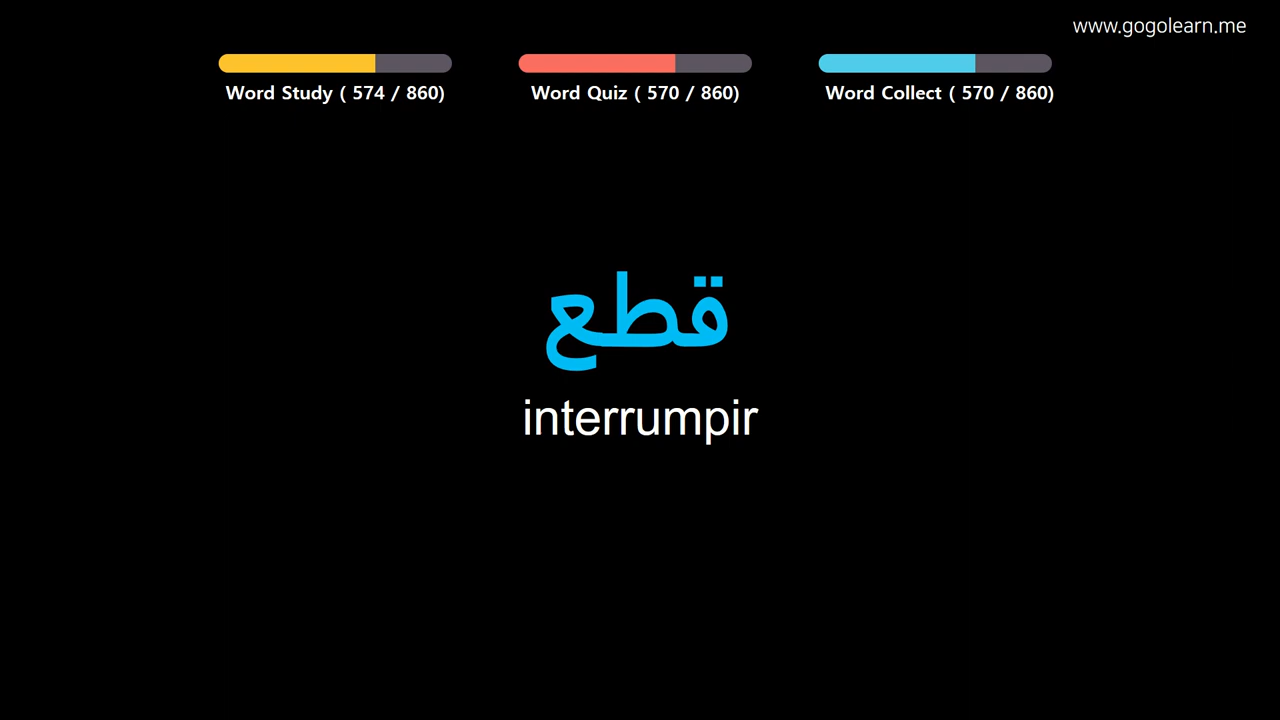 www.gogolearn.me
Word Study ( 574 / 860)
Word Quiz ( 570 / 860)
Word Collect ( 570 / 860)
قطع
interrumpir